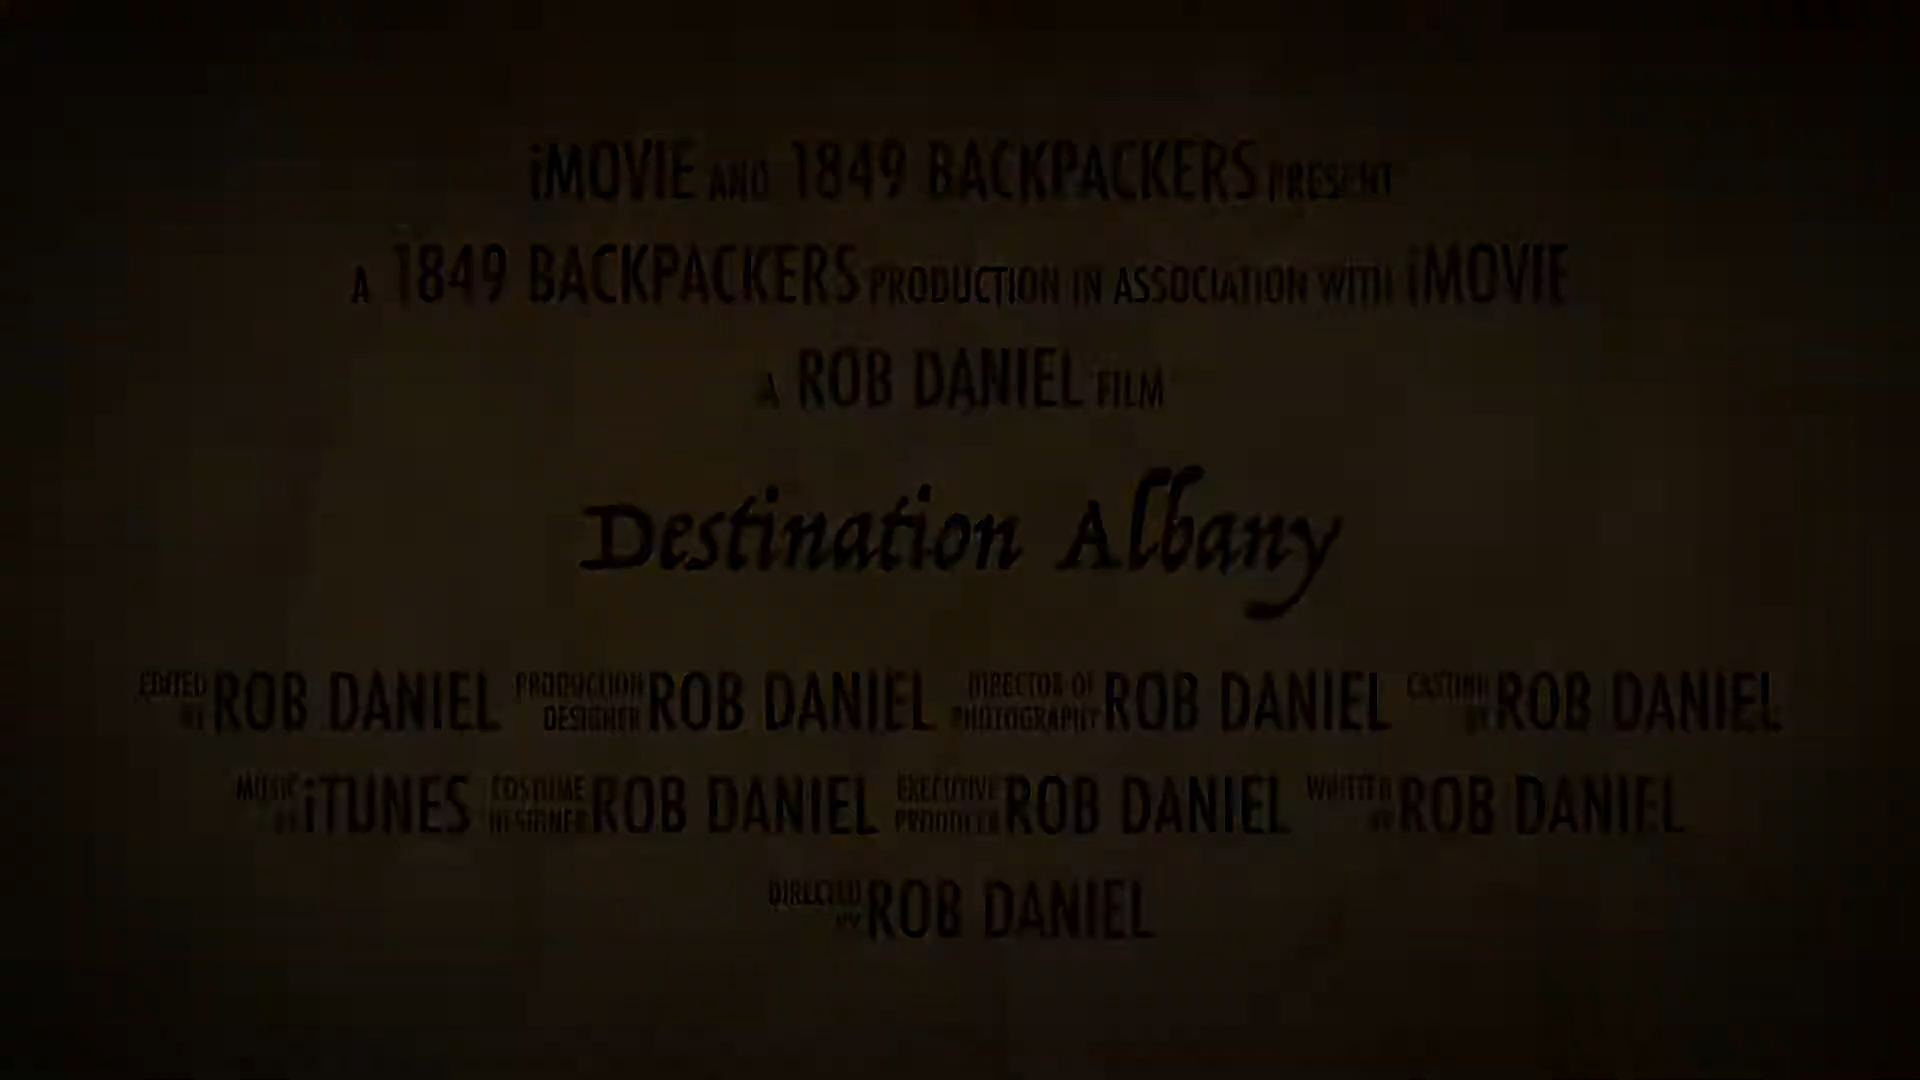 iMOVIE AND 1849 BACKPACKERS PRESENT
A 1849 BACKPACKERS PRODUCTION IN ASSOCIATION WITH iMOVIE
A ROB DANIEL FILM
Destination Albany
EDITED BY ROB DANIEL PRODUCTION DESIGNER ROB DANIEL DIRECTOR OF PHOTOGRAPHY ROB DANIEL CASTING BY ROB DANIEL
MUSIC BY iTUNES COSTUME DESIGNER ROB DANIEL EXECUTIVE PRODUCER ROB DANIEL WRITTEN BY ROB DANIEL
DIRECTED BY ROB DANIEL